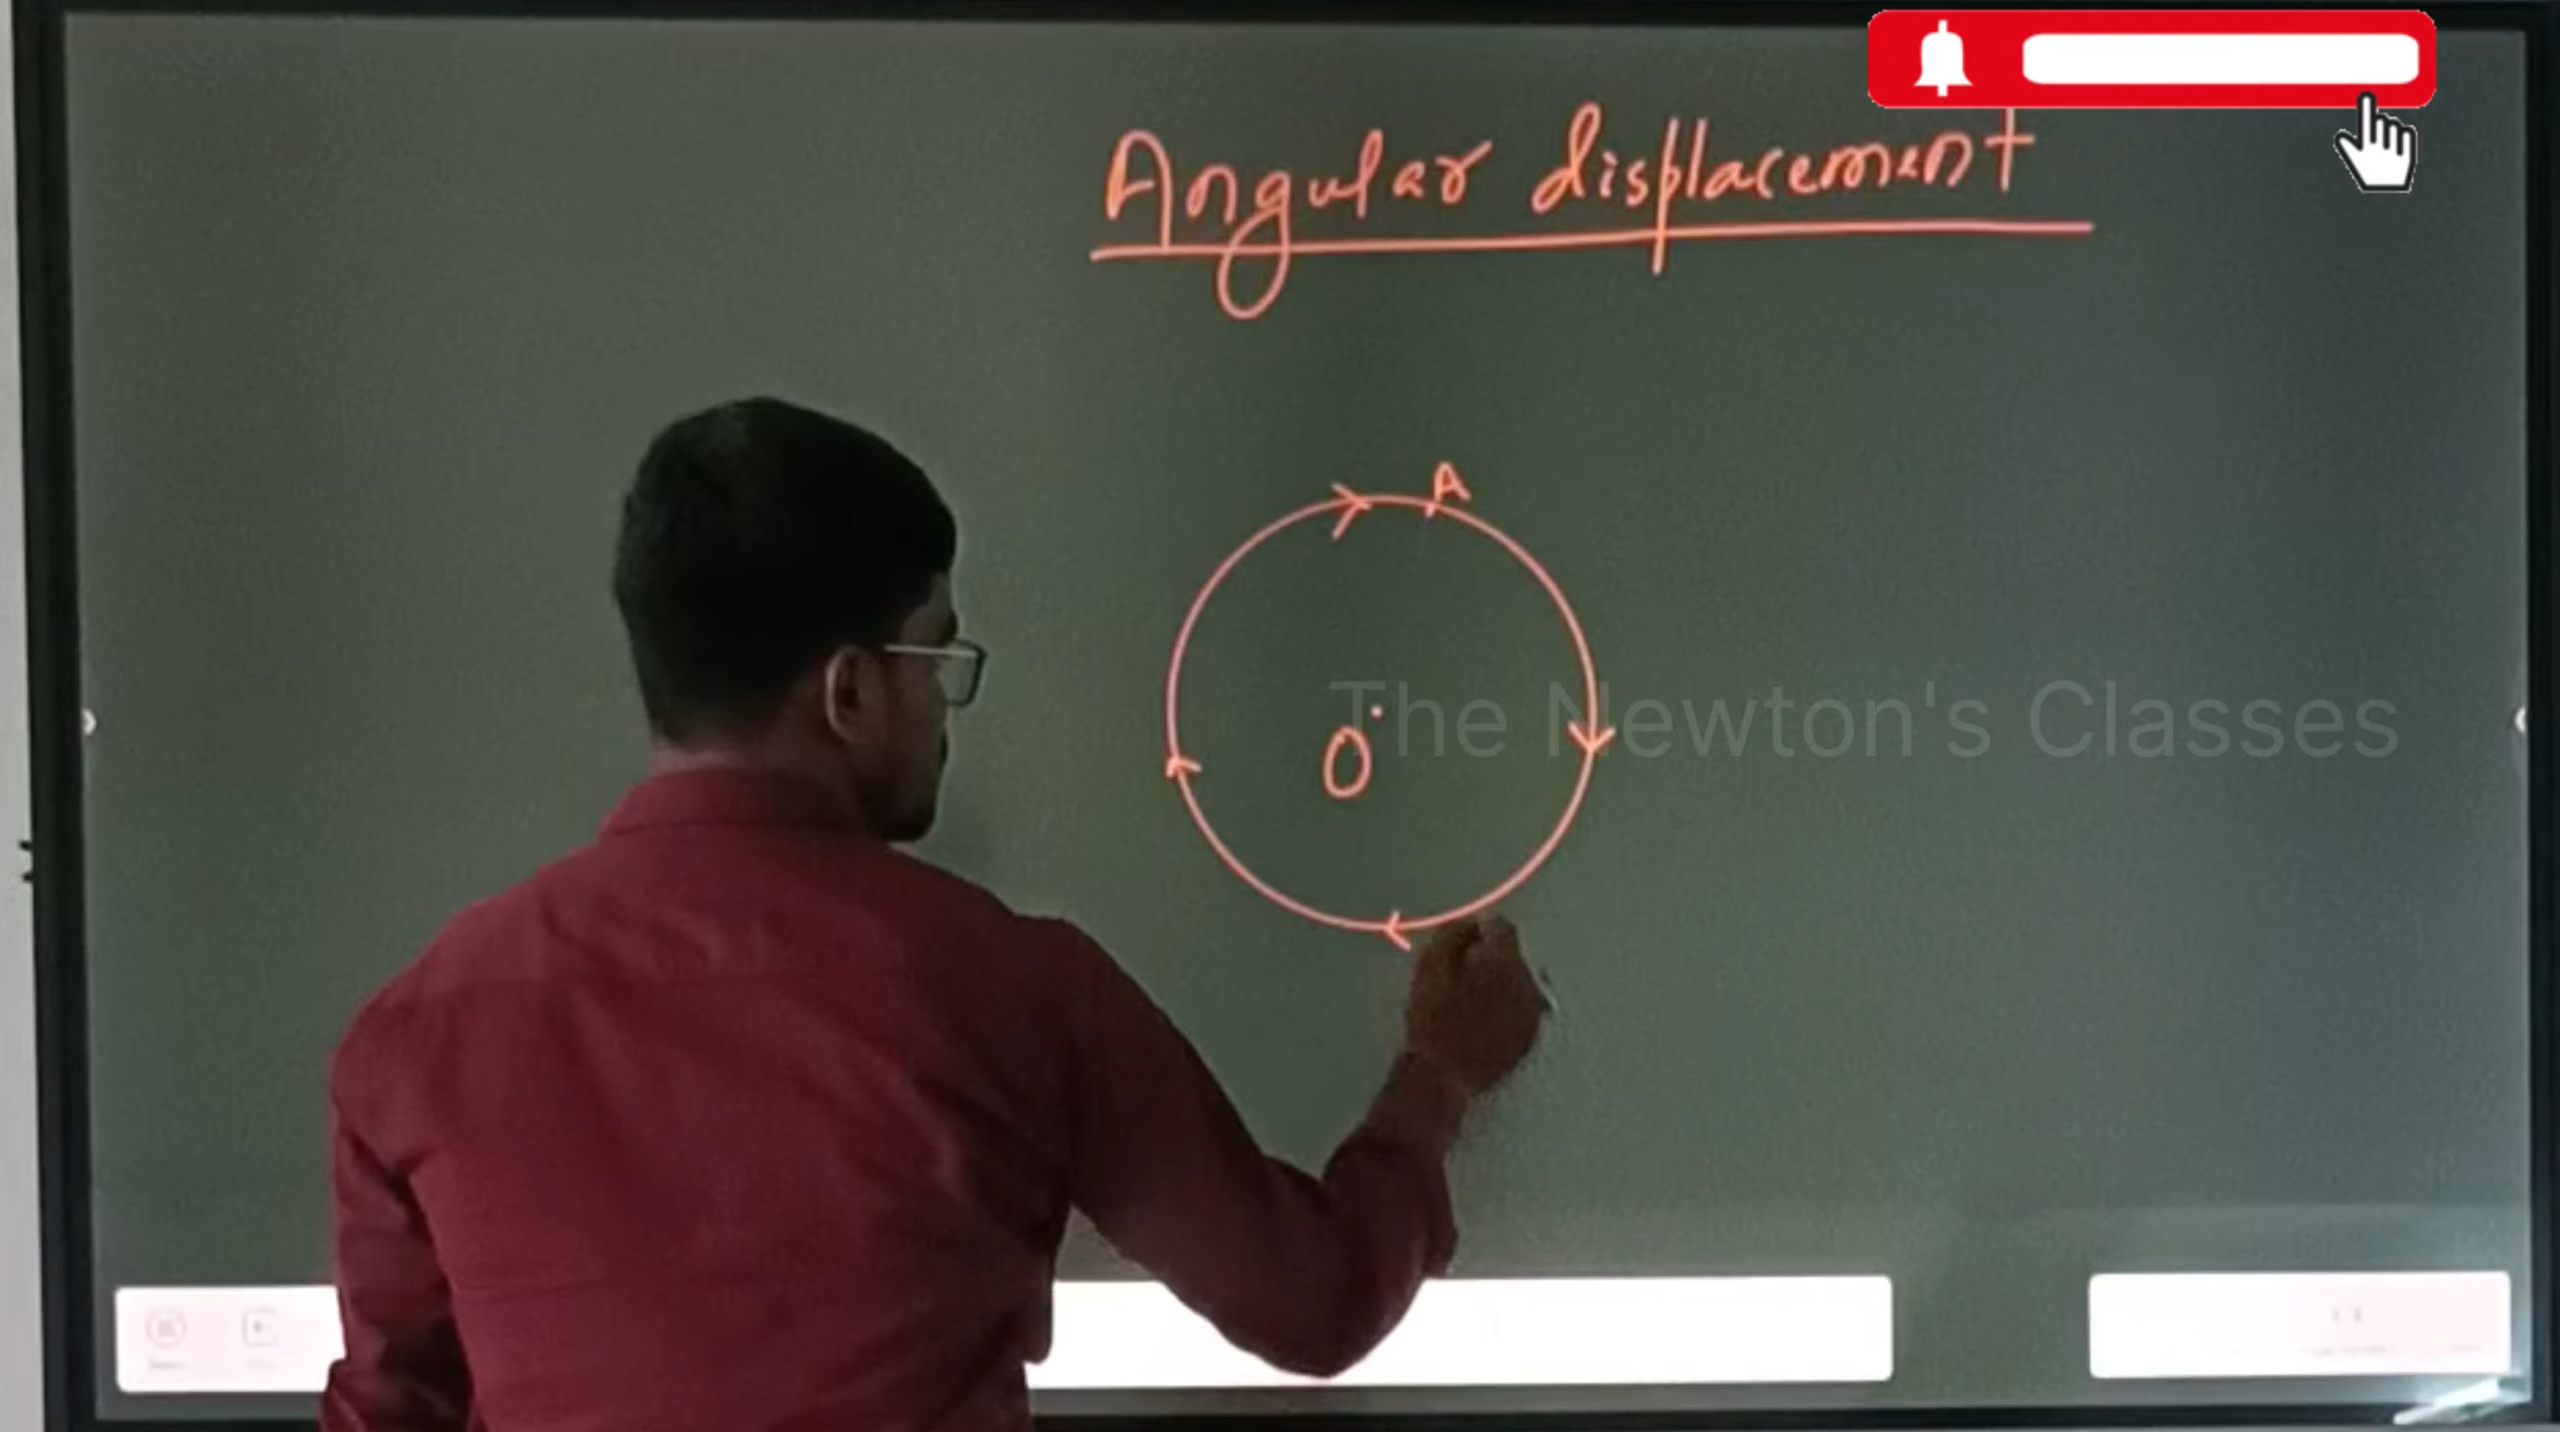 Angular displacement
A
The Newton's Classes
O